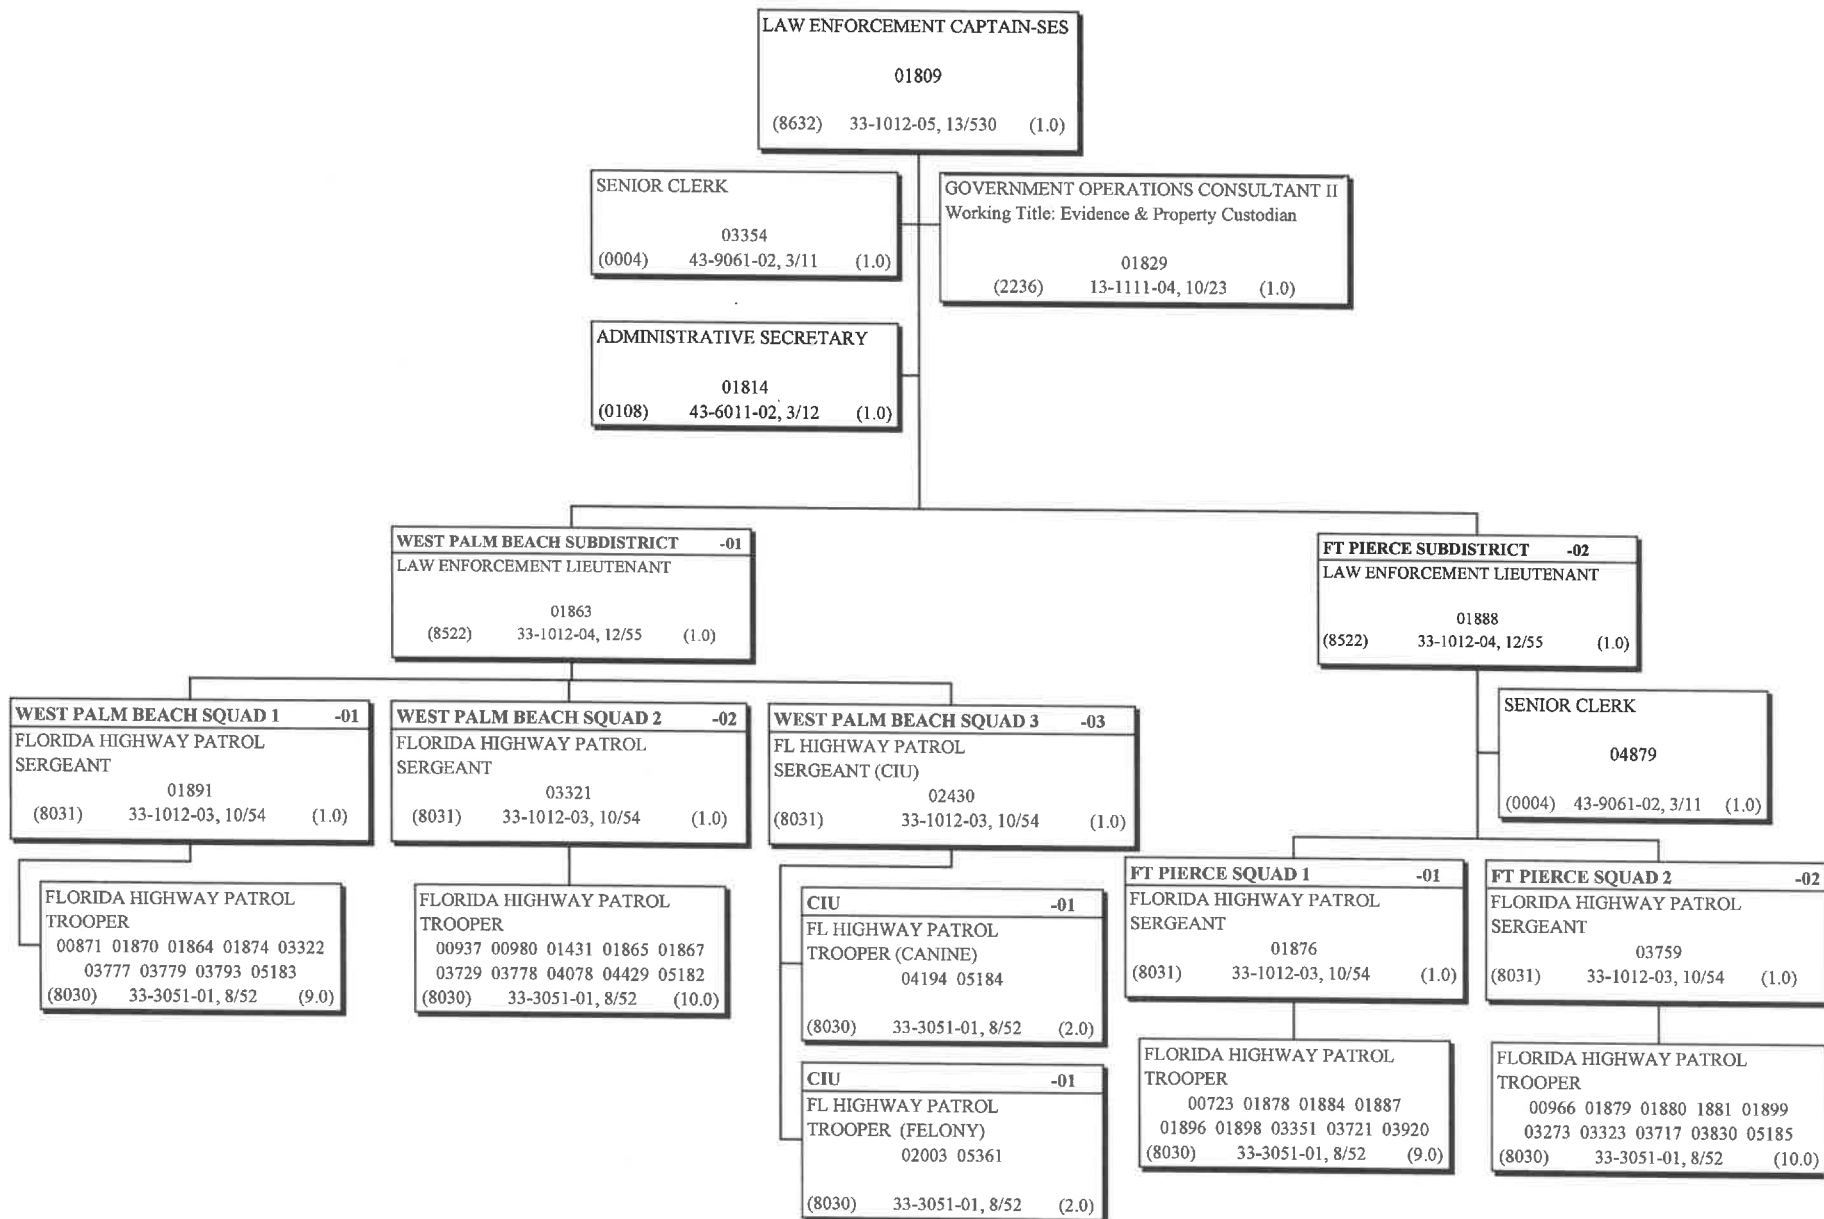 LAW ENFORCEMENT CAPTAIN-SES
01809
(8632) 33-1012-05, 13/530 (1.0)
SENIOR CLERK
03354
(0004) 43-9061-02, 3/11 (1.0)
GOVERNMENT OPERATIONS CONSULTANT II
Working Title: Evidence & Property Custodian
01829
(2236) 13-1111-04, 10/23 (1.0)
ADMINISTRATIVE SECRETARY
01814
(0108) 43-6011-02, 3/12 (1.0)
WEST PALM BEACH SUBDISTRICT -01
LAW ENFORCEMENT LIEUTENANT
01863
(8522) 33-1012-04, 12/55 (1.0)
FT PIERCE SUBDISTRICT -02
LAW ENFORCEMENT LIEUTENANT
01888
(8522) 33-1012-04, 12/55 (1.0)
SENIOR CLERK
04879
(0004) 43-9061-02, 3/11 (1.0)
WEST PALM BEACH SQUAD 1 -01
FLORIDA HIGHWAY PATROL
SERGEANT
01891
(8031) 33-1012-03, 10/54 (1.0)
WEST PALM BEACH SQUAD 2 -02
FLORIDA HIGHWAY PATROL
SERGEANT
03321
(8031) 33-1012-03, 10/54 (1.0)
WEST PALM BEACH SQUAD 3 -03
FL HIGHWAY PATROL
SERGEANT (CIU)
02430
(8031) 33-1012-03, 10/54 (1.0)
FLORIDA HIGHWAY PATROL
TROOPER
00871 01870 01864 01874 03322
03777 03779 03793 05183
(8030) 33-3051-01, 8/52 (9.0)
FLORIDA HIGHWAY PATROL
TROOPER
00937 00980 01431 01865 01867
03729 03778 04078 04429 05182
(8030) 33-3051-01, 8/52 (10.0)
CIU -01
FL HIGHWAY PATROL
TROOPER (CANINE)
04194 05184
(8030) 33-3051-01, 8/52 (2.0)
CIU -01
FL HIGHWAY PATROL
TROOPER (FELONY)
02003 05361
(8030) 33-3051-01, 8/52 (2.0)
FT PIERCE SQUAD 1 -01
FLORIDA HIGHWAY PATROL
SERGEANT
01876
(8031) 33-1012-03, 10/54 (1.0)
FT PIERCE SQUAD 2 -02
FLORIDA HIGHWAY PATROL
SERGEANT
03759
(8031) 33-1012-03, 10/54 (1.0)
FLORIDA HIGHWAY PATROL
TROOPER
00723 01878 01884 01887
01896 01898 03351 03721 03920
(8030) 33-3051-01, 8/52 (9.0)
FLORIDA HIGHWAY PATROL
TROOPER
00966 01879 01880 1881 01899
03273 03323 03717 03830 05185
(8030) 33-3051-01, 8/52 (10.0)